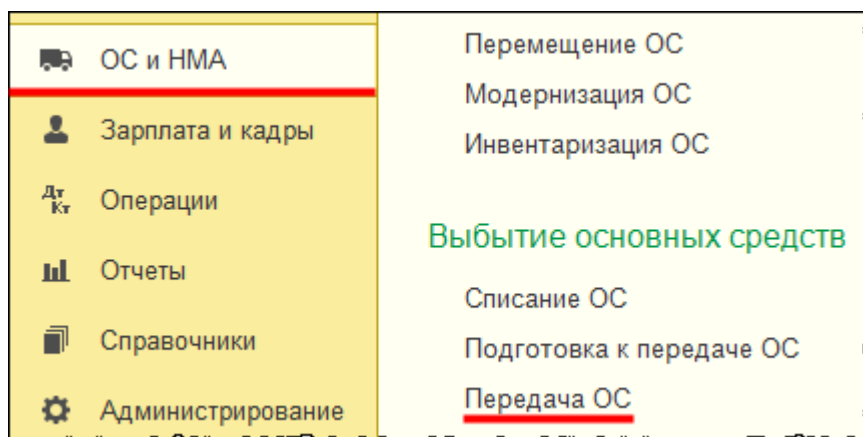 ОС и НМА
Зарплата и кадры
Дт
Кт
Операции
Отчеты
Справочники
Администрирование
Перемещение ОС
Модернизация ОС
Инвентаризация ОС
Выбытие основных средств
Списание ОС
Подготовка к передаче ОС
Передача ОС